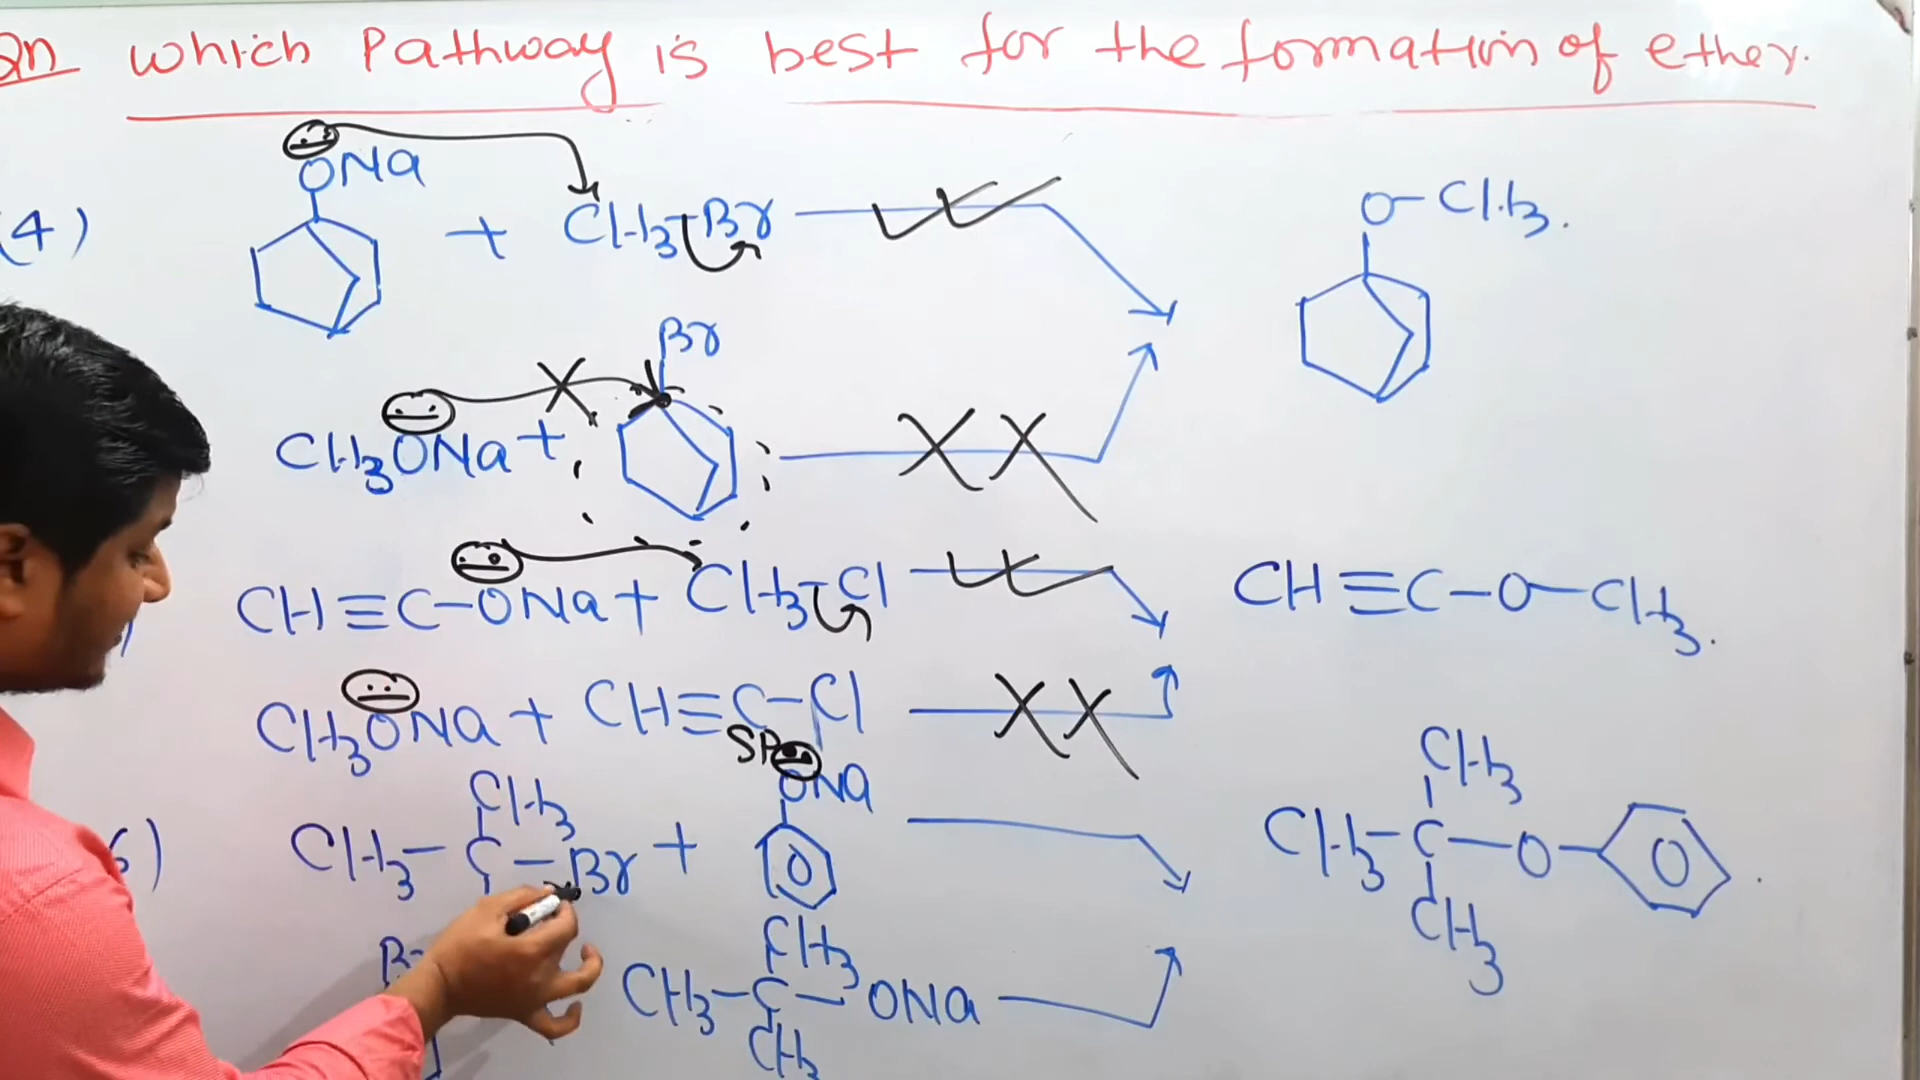 Qn Which Pathway is best for the formation of ether.
ONa
(4) + CH3-Br O-CH3.
Br
CH3ONa +
CH≡C-ONa + CH3-Cl CH≡C-O-CH3.
CH3ONa + CH≡C-Cl
SP
ONa
CH3 CH3
6) CH3-C-Br + CH3-C-O-
CH3
CH3
CH3-C-ONa
CH3